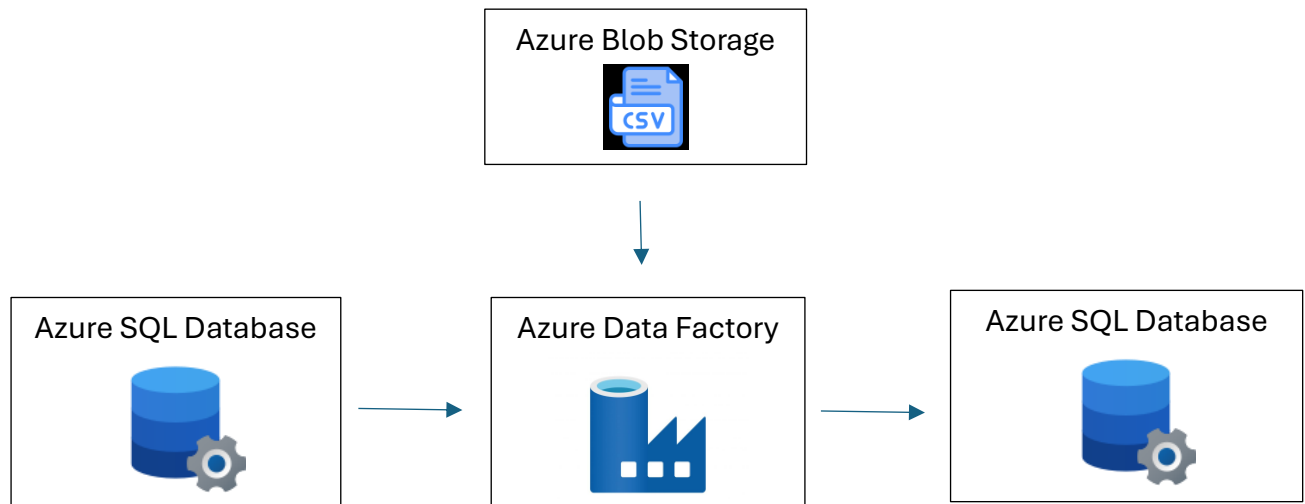 Azure Blob Storage
CSV
Azure SQL Database
Azure Data Factory
Azure SQL Database